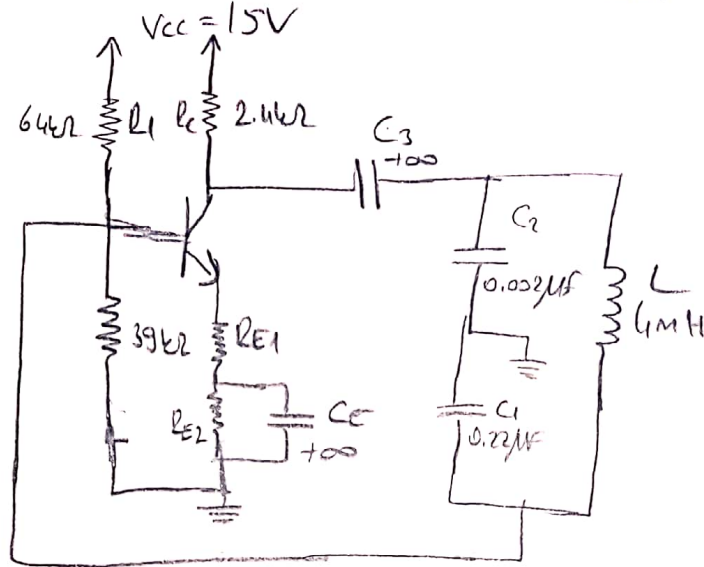 Vcc = 15V
64kΩ R1 Rc 2.4kΩ
C3
+∞
C2
0.002μf
L
4mH
39kΩ RE1
RE2 CE
+∞
C1
0.22μF